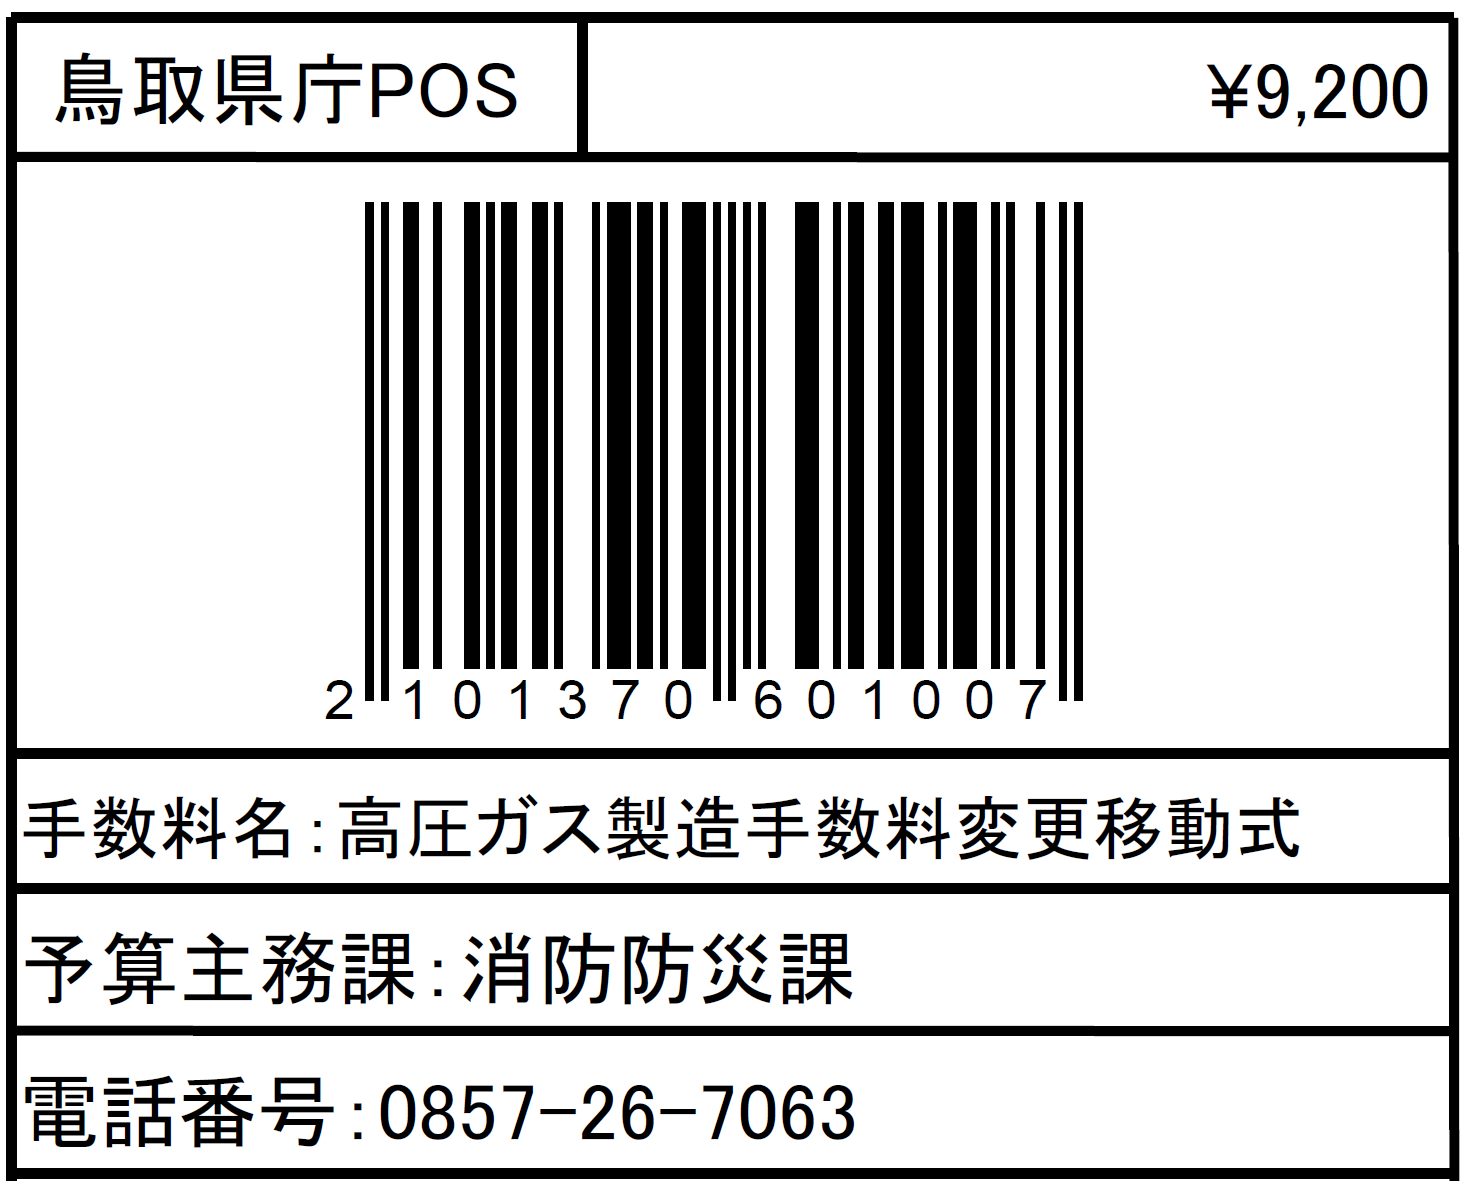 鳥取県庁POS
¥9,200
2 101370 601007
手数料名:高圧ガス製造手数料変更移動式
予算主務課:消防防災課
電話番号:0857-26-7063